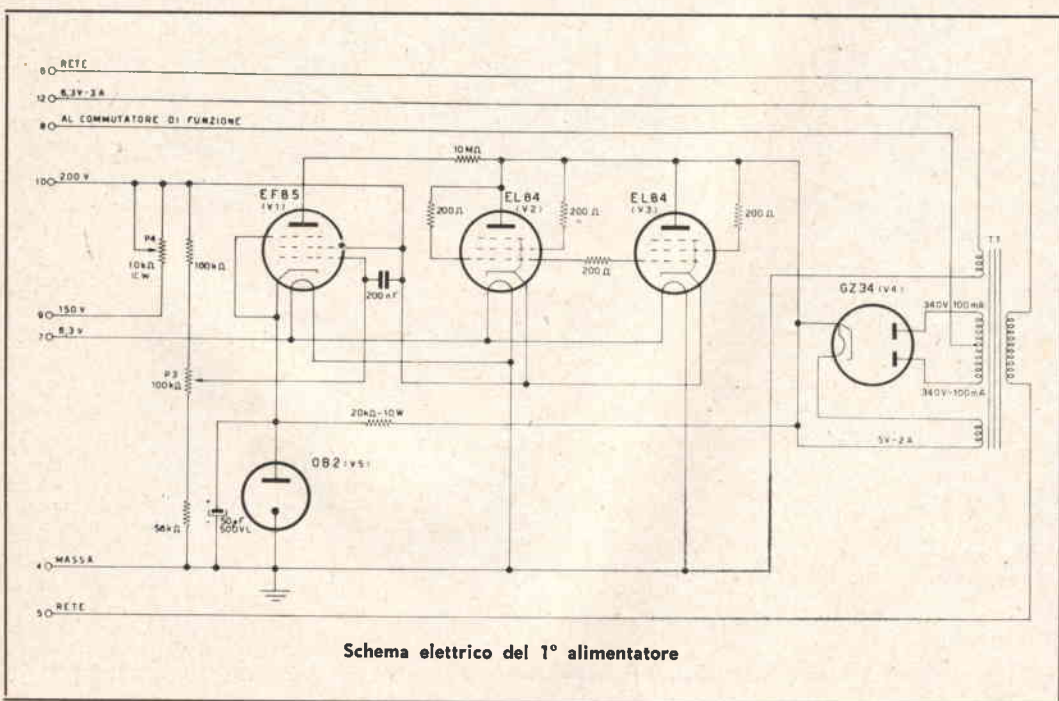 6 RETE
12 6,3V-3A
8 AL COMMUTATORE DI FUNZIONE
10 200 V
10MΩ
EF85
(V1)
EL84
(V2)
EL84
(V3)
200Ω
200 Ω
200 Ω
200Ω
P4
10kΩ
100kΩ
200nF
GZ34 (V4)
T.1
340V-100mA
340V-100mA
5V-2A
9 150 V
7 6,3 V
P3
100kΩ
20kΩ-10W
OB2 (V5)
56kΩ
50µF
500VL
4 MASSA
5 RETE
Schema elettrico del 1° alimentatore